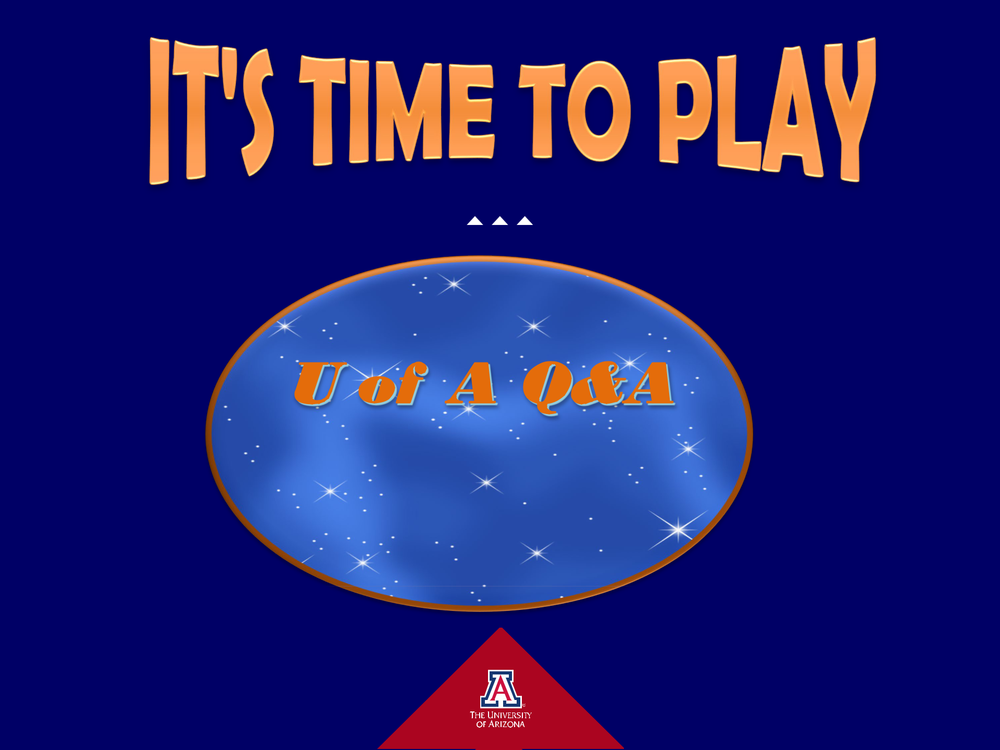 IT'S TIME TO PLAY
U of A Q&A
A
THE UNIVERSITY
OF ARIZONA